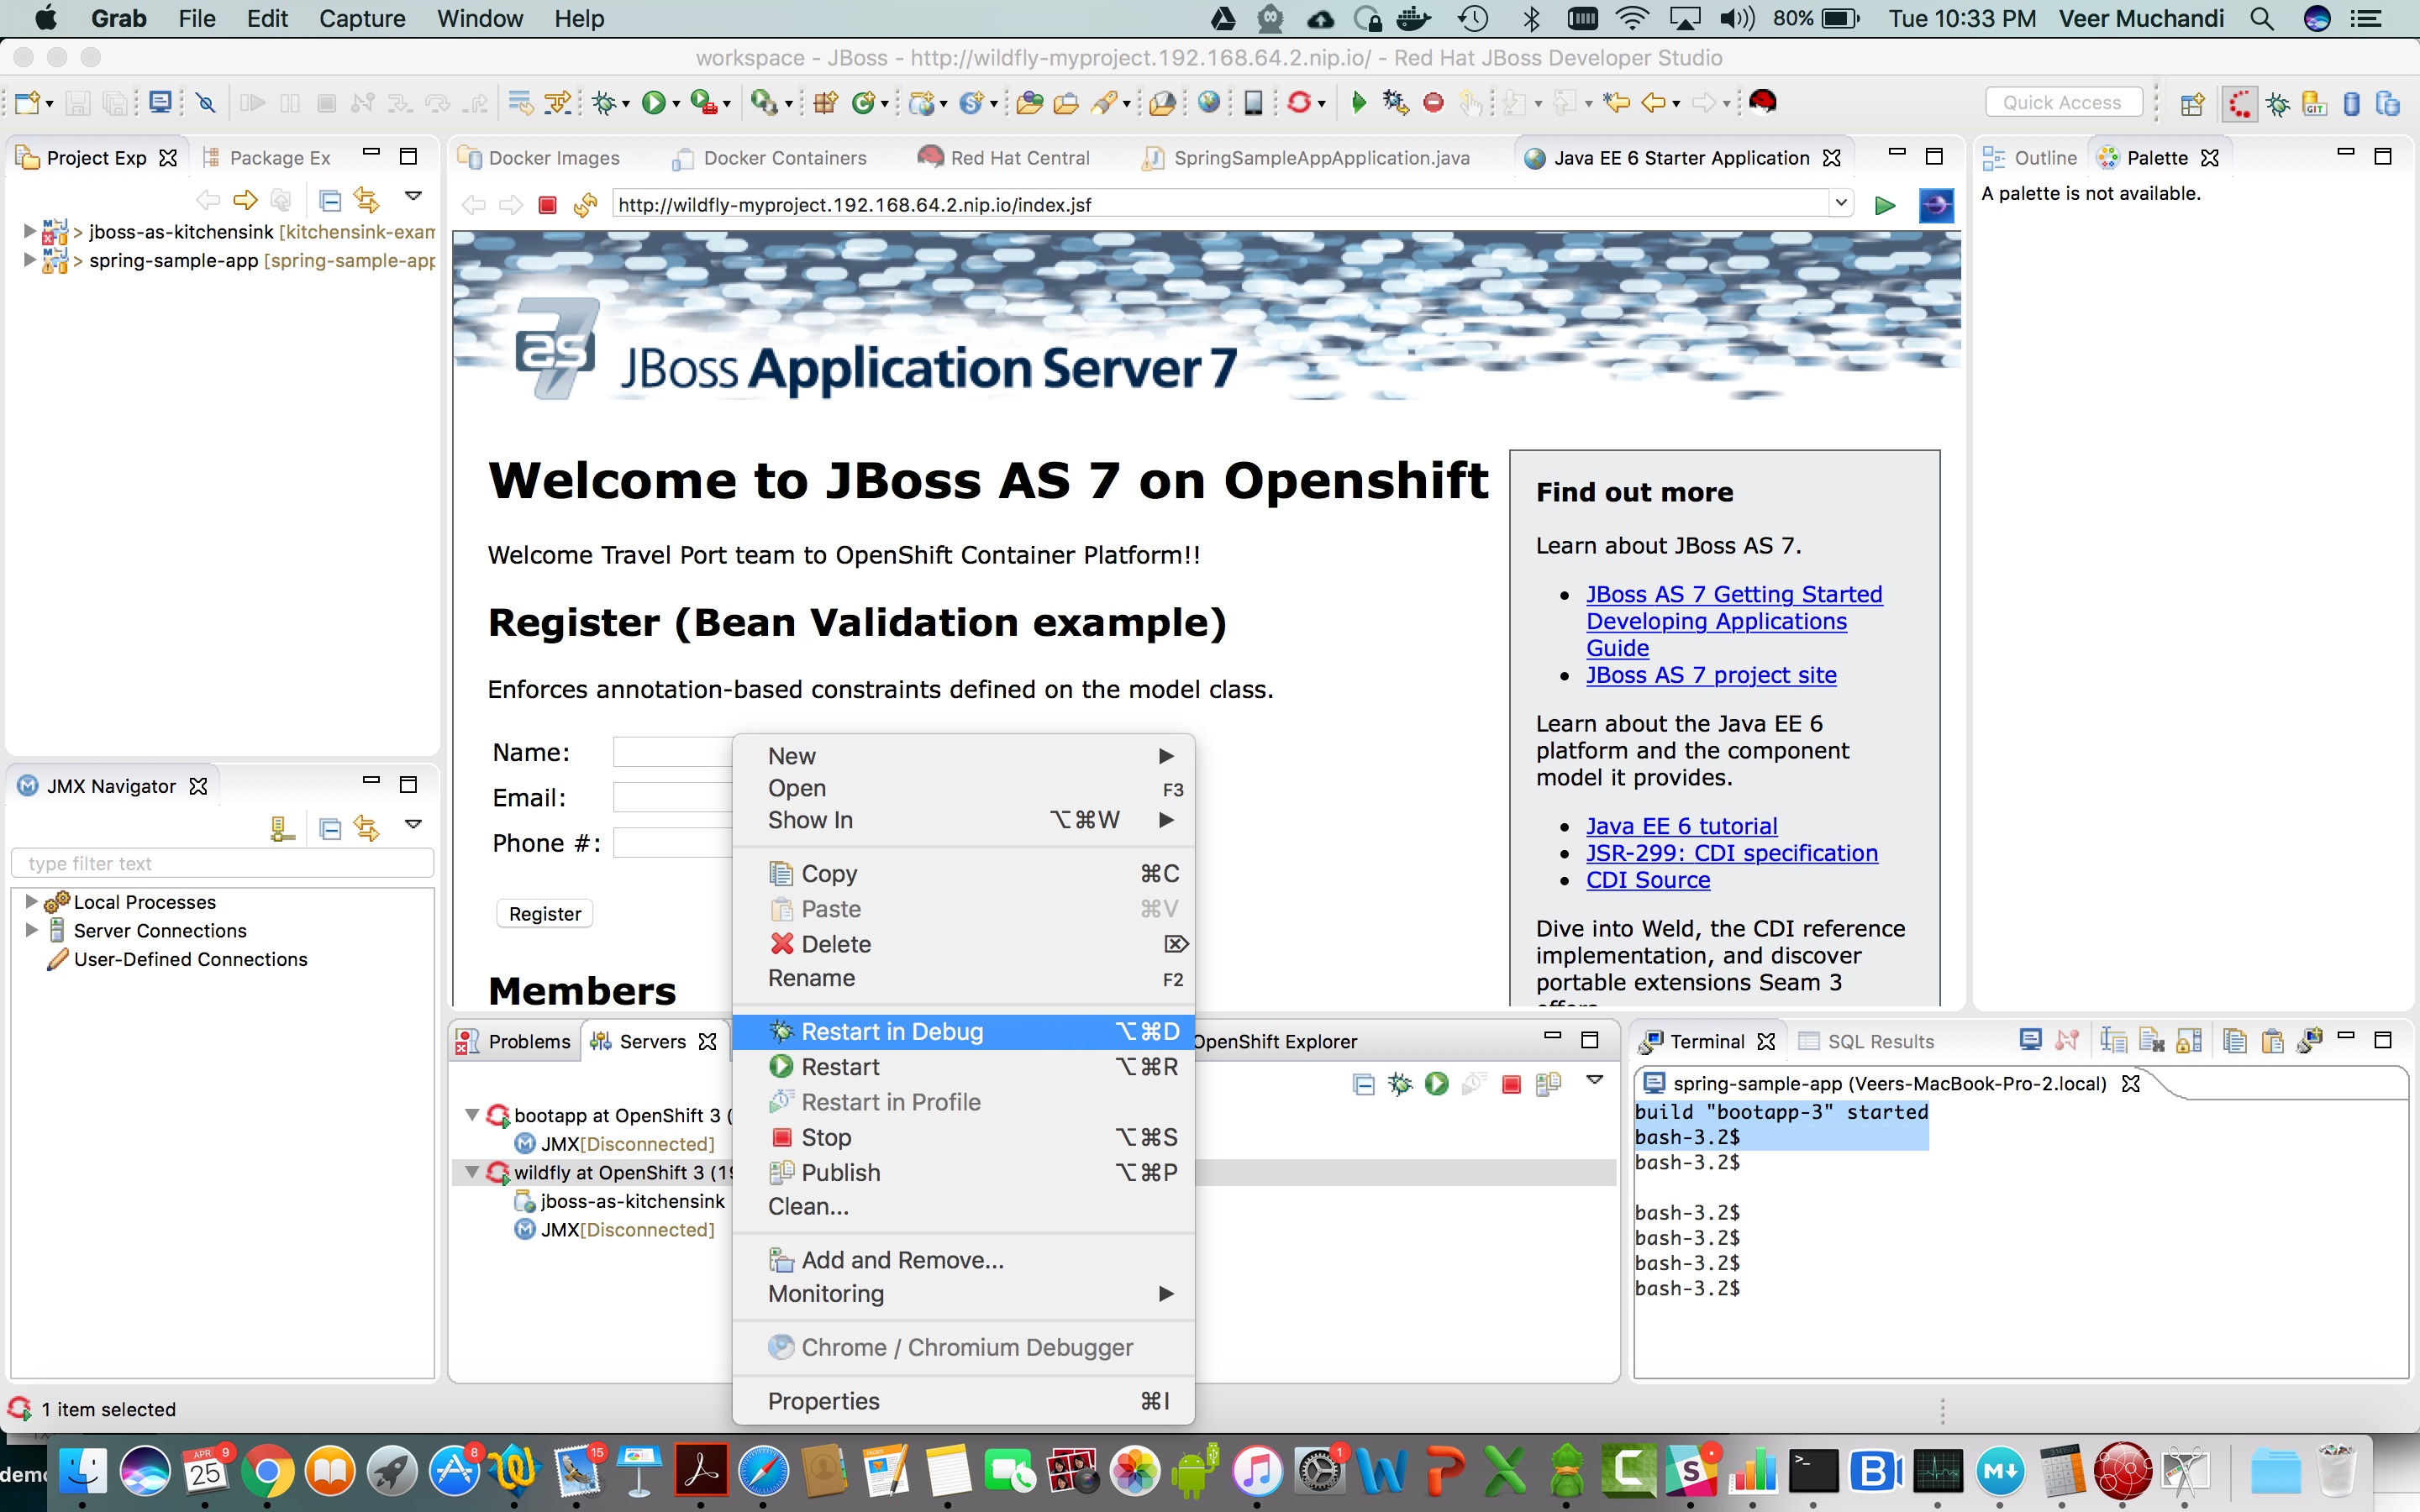 Grab File Edit Capture Window Help 80% Tue 10:33 PM Veer Muchandi
workspace - JBoss - http://wildfly-myproject.192.168.64.2.nip.io/ - Red Hat JBoss Developer Studio
Quick Access
GIT
Project Exp Package Ex
> jboss-as-kitchensink [kitchensink-exam
> spring-sample-app [spring-sample-app
Docker Images Docker Containers Red Hat Central SpringSampleAppApplication.java Java EE 6 Starter Application
http://wildfly-myproject.192.168.64.2.nip.io/index.jsf
Outline Palette
A palette is not available.
as 7
JBoss Application Server 7
Welcome to JBoss AS 7 on Openshift
Welcome Travel Port team to OpenShift Container Platform!!
Register (Bean Validation example)
Enforces annotation-based constraints defined on the model class.
Name:
Email:
Phone #:
Register
Members
Find out more
Learn about JBoss AS 7.
JBoss AS 7 Getting Started
Developing Applications
Guide
JBoss AS 7 project site
Learn about the Java EE 6
platform and the component
model it provides.
Java EE 6 tutorial
JSR-299: CDI specification
CDI Source
Dive into Weld, the CDI reference
implementation, and discover
portable extensions Seam 3
JMX Navigator
type filter text
Local Processes
Server Connections
User-Defined Connections
New
Open F3
Show In ⌥⌘W
Copy ⌘C
Paste ⌘V
Delete ⌦
Rename F2
Restart in Debug ⌥⌘D
Restart ⌥⌘R
Restart in Profile
Stop ⌥⌘S
Publish ⌥⌘P
Clean...
Add and Remove...
Monitoring
Chrome / Chromium Debugger
Properties ⌘I
Problems Servers OpenShift Explorer
bootapp at OpenShift 3 (
JMX[Disconnected]
wildfly at OpenShift 3 (19
jboss-as-kitchensink
JMX[Disconnected]
Terminal SQL Results
spring-sample-app (Veers-MacBook-Pro-2.local)
build "bootapp-3" started
bash-3.2$
bash-3.2$
bash-3.2$
bash-3.2$
bash-3.2$
bash-3.2$
1 item selected
demo
APR 25 9 8 15 1